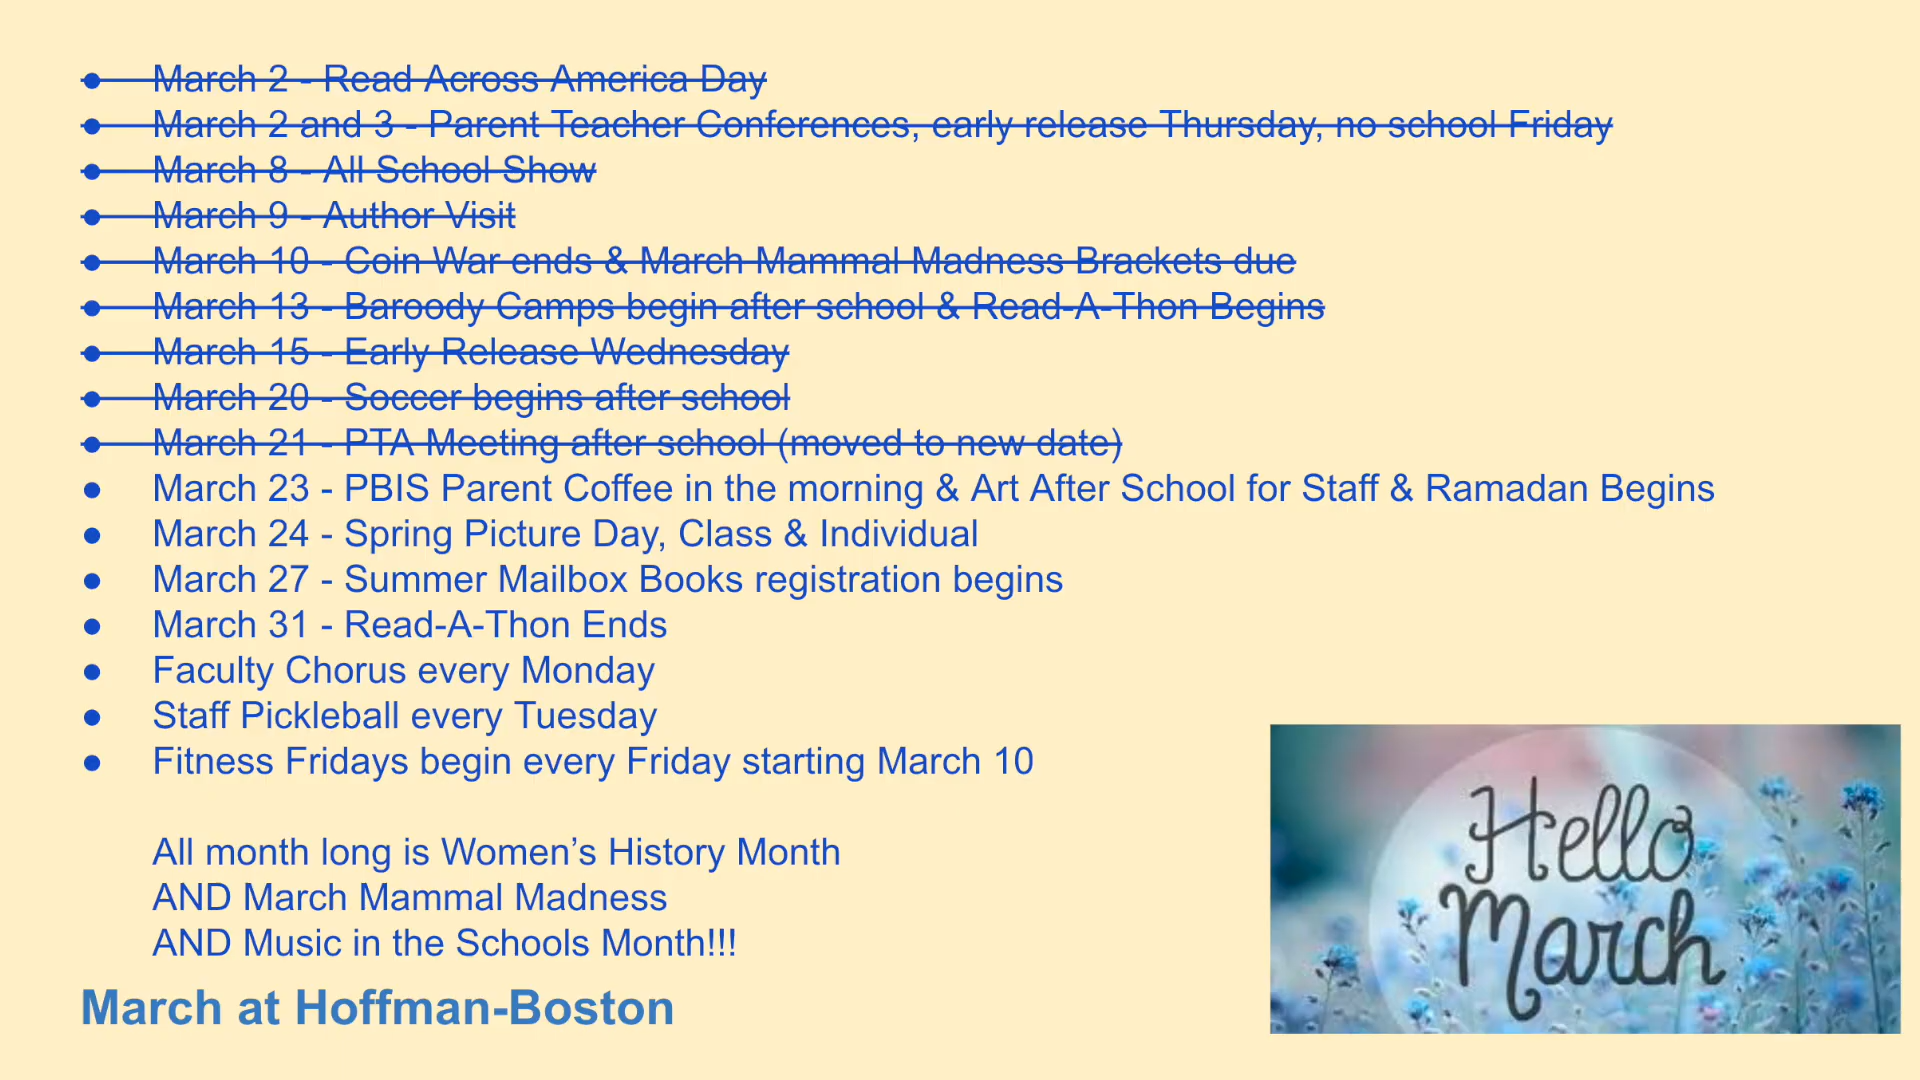 ● March 2 - Read Across America Day
● March 2 and 3 - Parent Teacher Conferences, early release Thursday, no school Friday
● March 8 - All School Show
● March 9 - Author Visit
● March 10 - Coin War ends & March Mammal Madness Brackets due
● March 13 - Baroody Camps begin after school & Read-A-Thon Begins
● March 15 - Early Release Wednesday
● March 20 - Soccer begins after school
● March 21 - PTA Meeting after school (moved to new date)
● March 23 - PBIS Parent Coffee in the morning & Art After School for Staff & Ramadan Begins
● March 24 - Spring Picture Day, Class & Individual
● March 27 - Summer Mailbox Books registration begins
● March 31 - Read-A-Thon Ends
● Faculty Chorus every Monday
● Staff Pickleball every Tuesday
● Fitness Fridays begin every Friday starting March 10
All month long is Women’s History Month
AND March Mammal Madness
AND Music in the Schools Month!!!
March at Hoffman-Boston
Hello
March